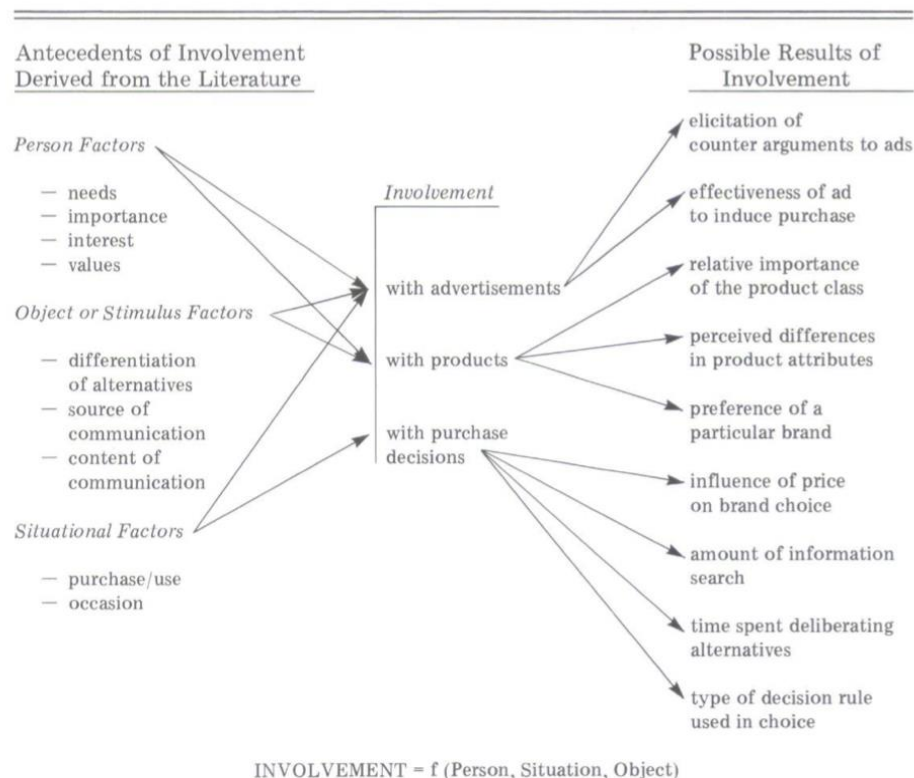 Antecedents of Involvement
Derived from the Literature
Person Factors
— needs
— importance
— interest
— values
Object or Stimulus Factors
— differentiation
of alternatives
— source of
communication
— content of
communication
Situational Factors
— purchase/use
— occasion
Involvement
with advertisements
with products
with purchase
decisions
Possible Results of
Involvement
elicitation of
counter arguments to ads
effectiveness of ad
to induce purchase
relative importance
of the product class
perceived differences
in product attributes
preference of a
particular brand
influence of price
on brand choice
amount of information
search
time spent deliberating
alternatives
type of decision rule
used in choice
INVOLVEMENT = f (Person, Situation, Object)